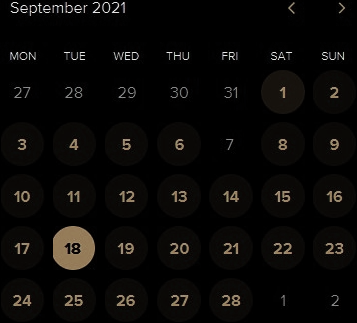 September 2021
MON TUE WED THU FRI SAT SUN
27 28 29 30 31 1 2
3 4 5 6 7 8 9
10 11 12 13 14 15 16
17 18 19 20 21 22 23
24 25 26 27 28 1 2